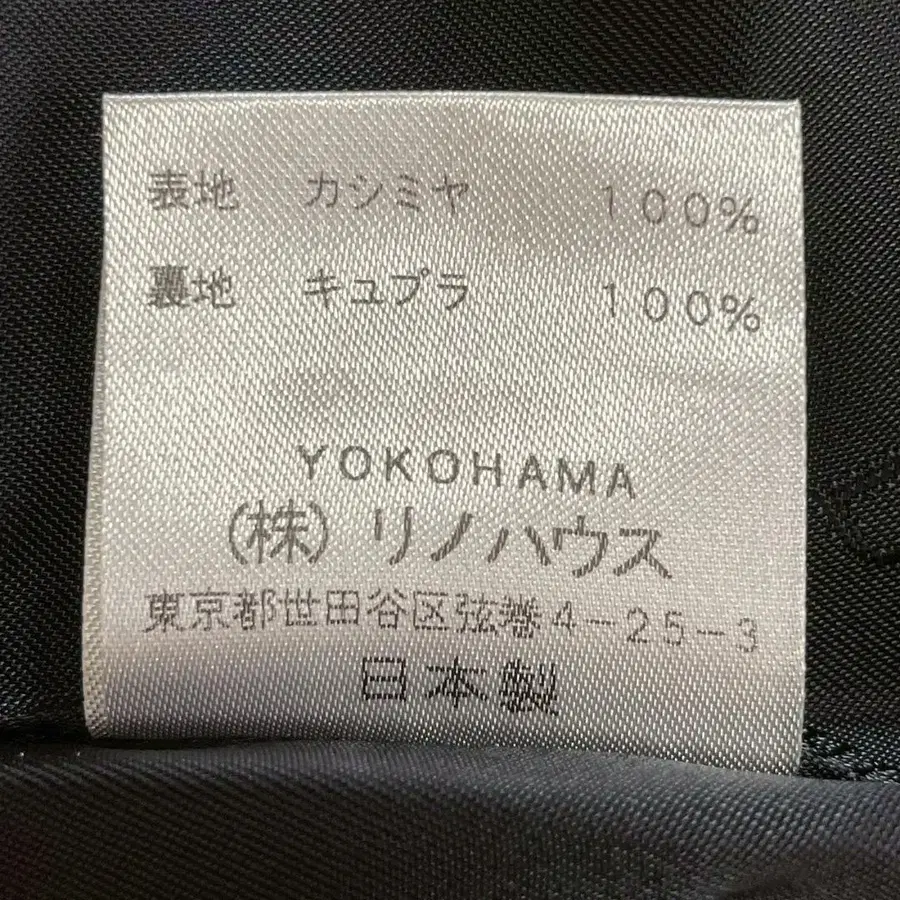 表地 カシミヤ 100%
裏地 キュプラ 100%
YOKOHAMA
(株)リノハウス
東京都世田谷区弦巻4-25-3
日本製